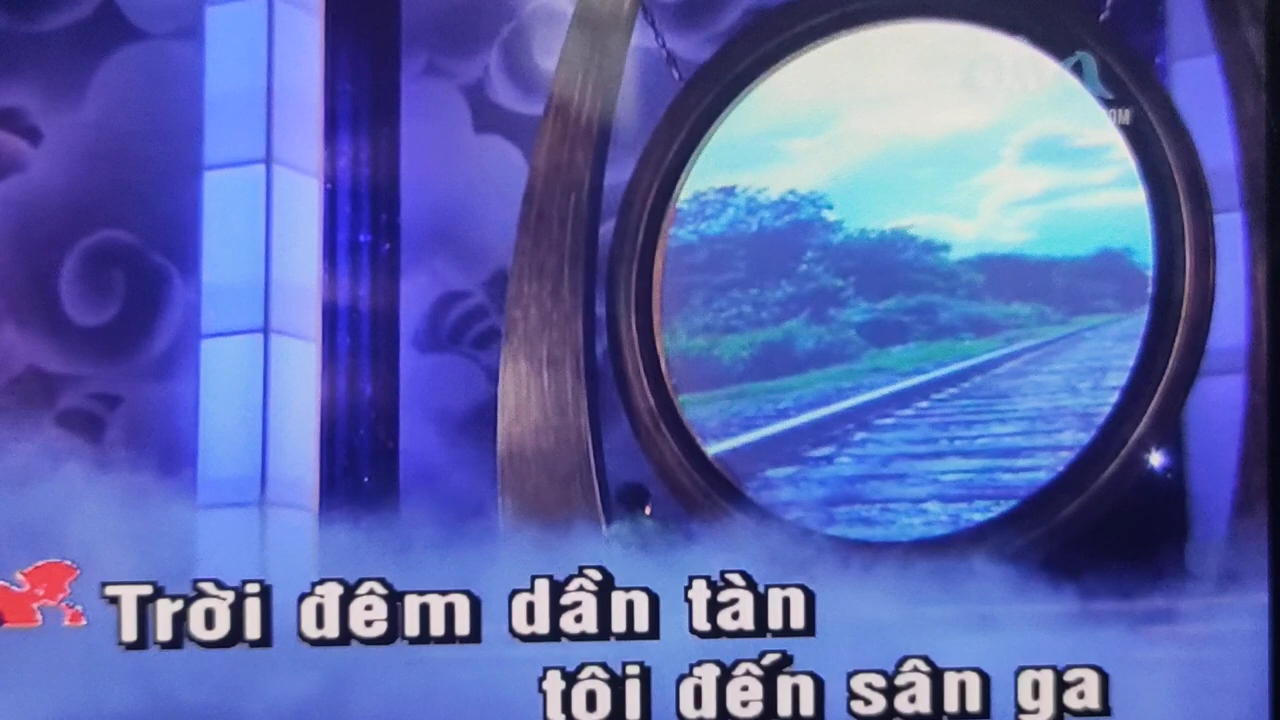 Trời đêm dần tàn
tôi đến sân ga